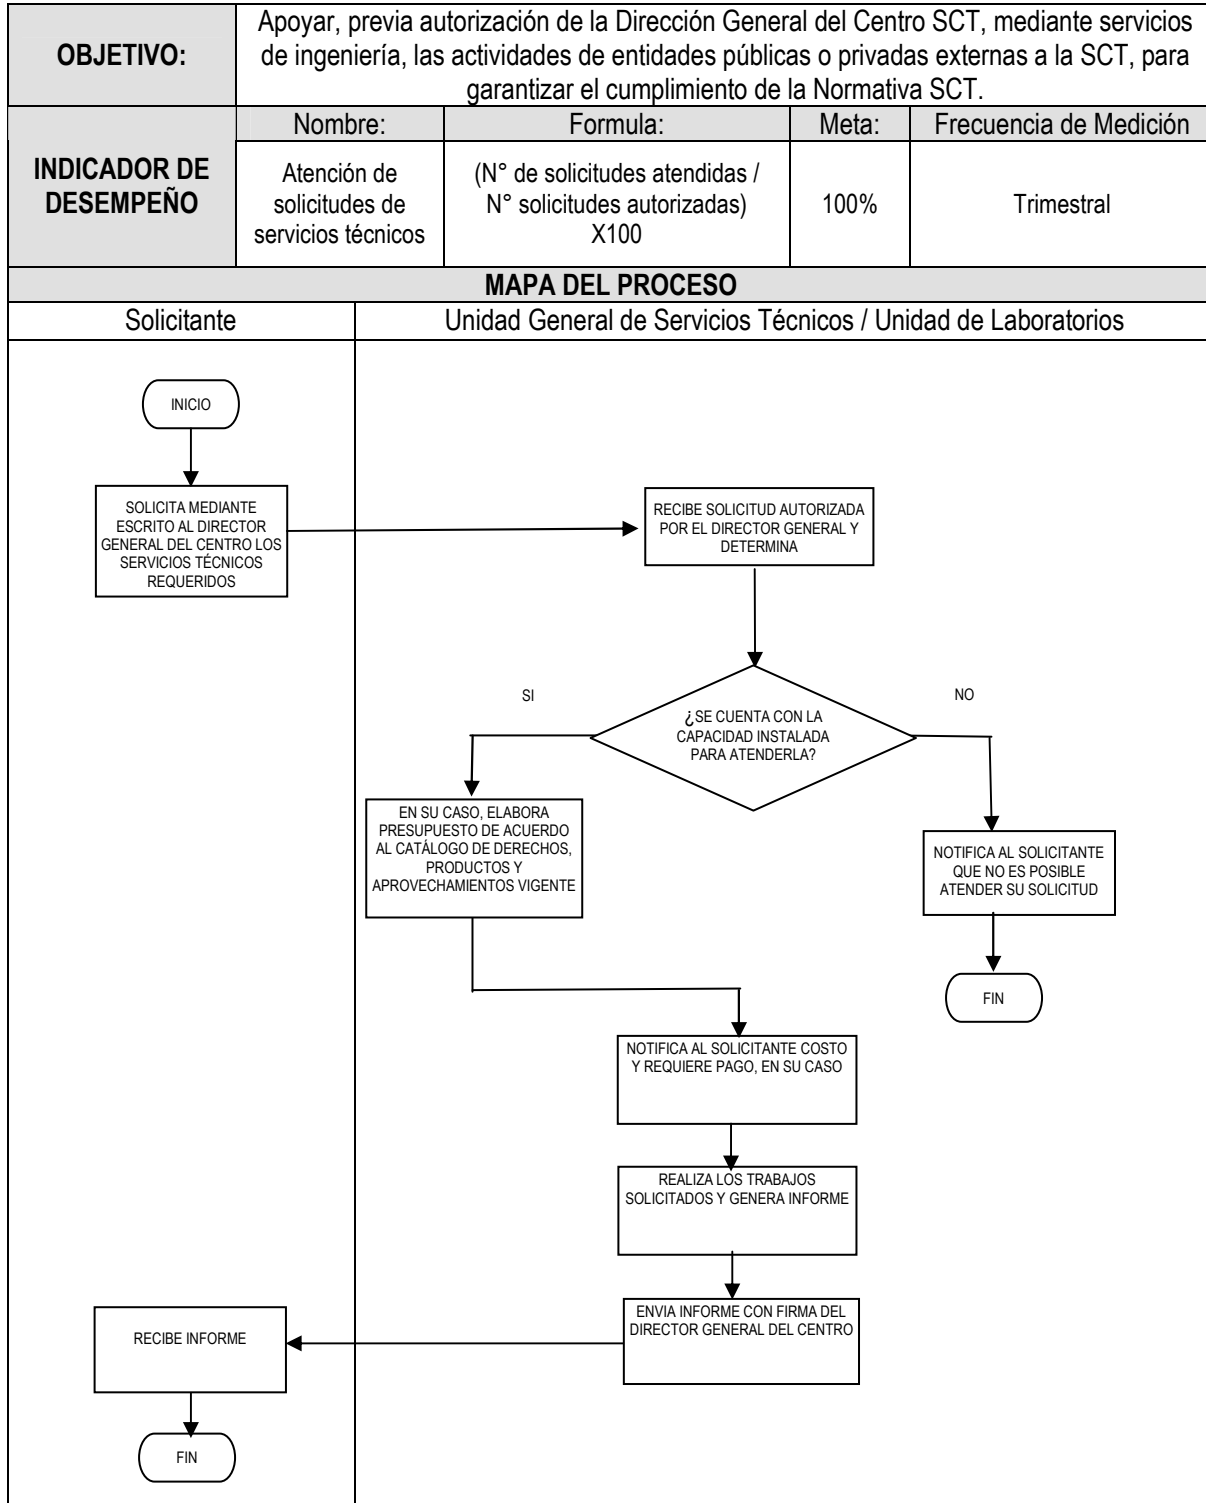 OBJETIVO:
Apoyar, previa autorización de la Dirección General del Centro SCT, mediante servicios
de ingeniería, las actividades de entidades públicas o privadas externas a la SCT, para
garantizar el cumplimiento de la Normativa SCT.
INDICADOR DE
DESEMPEÑO
Nombre:
Formula:
Meta:
Frecuencia de Medición
Atención de
solicitudes de
servicios técnicos
(N° de solicitudes atendidas /
N° solicitudes autorizadas)
X100
100%
Trimestral
MAPA DEL PROCESO
Solicitante
Unidad General de Servicios Técnicos / Unidad de Laboratorios
INICIO
SOLICITA MEDIANTE
ESCRITO AL DIRECTOR
GENERAL DEL CENTRO LOS
SERVICIOS TÉCNICOS
REQUERIDOS
RECIBE SOLICITUD AUTORIZADA
POR EL DIRECTOR GENERAL Y
DETERMINA
¿SE CUENTA CON LA
CAPACIDAD INSTALADA
PARA ATENDERLA?
SI
NO
EN SU CASO, ELABORA
PRESUPUESTO DE ACUERDO
AL CATÁLOGO DE DERECHOS,
PRODUCTOS Y
APROVECHAMIENTOS VIGENTE
NOTIFICA AL SOLICITANTE
QUE NO ES POSIBLE
ATENDER SU SOLICITUD
FIN
NOTIFICA AL SOLICITANTE COSTO
Y REQUIERE PAGO, EN SU CASO
REALIZA LOS TRABAJOS
SOLICITADOS Y GENERA INFORME
ENVIA INFORME CON FIRMA DEL
DIRECTOR GENERAL DEL CENTRO
RECIBE INFORME
FIN